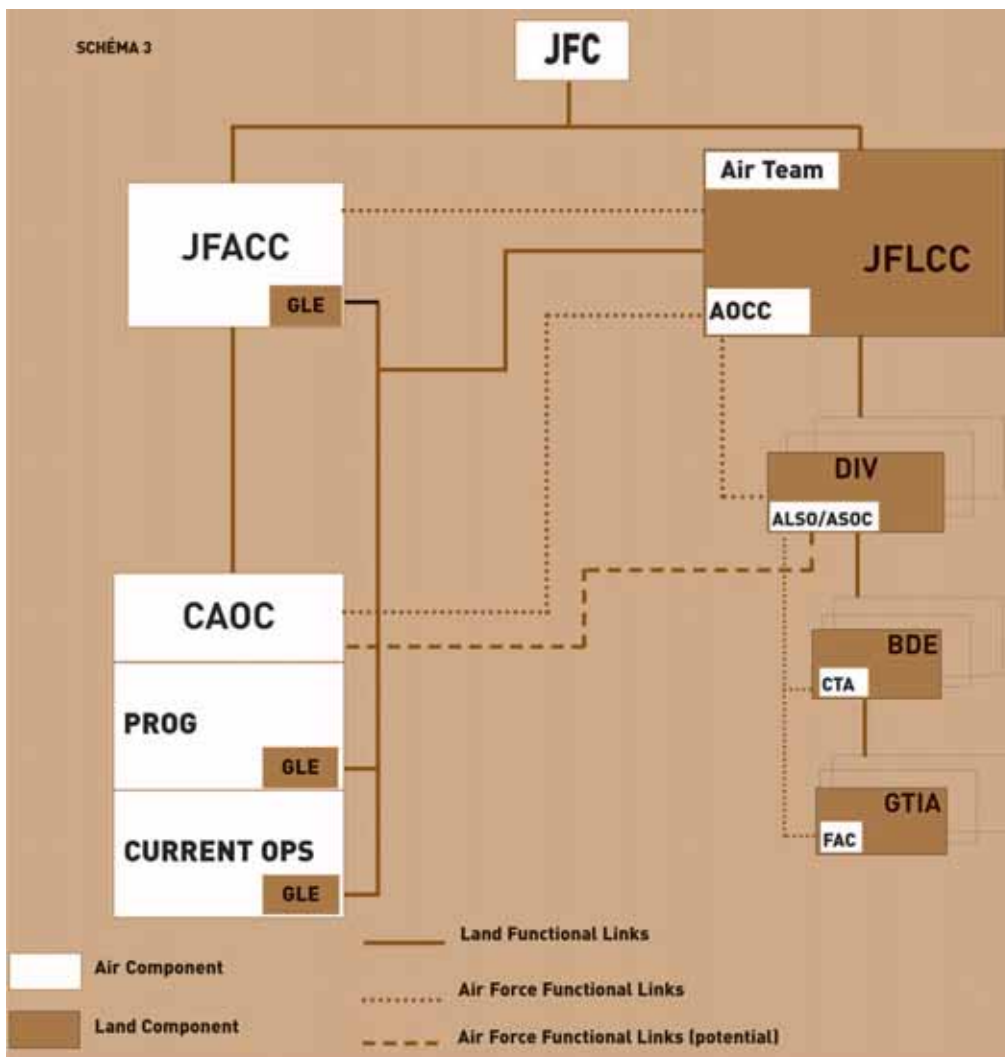 SCHÉMA 3
JFC
Air Team
JFACC
JFLCC
GLE
AOCC
DIV
ALSO/ASOC
CAOC
BDE
CTA
PROG
GLE
GTIA
CURRENT OPS
FAC
GLE
Land Functional Links
Air Component
Air Force Functional Links
Land Component
Air Force Functional Links (potential)